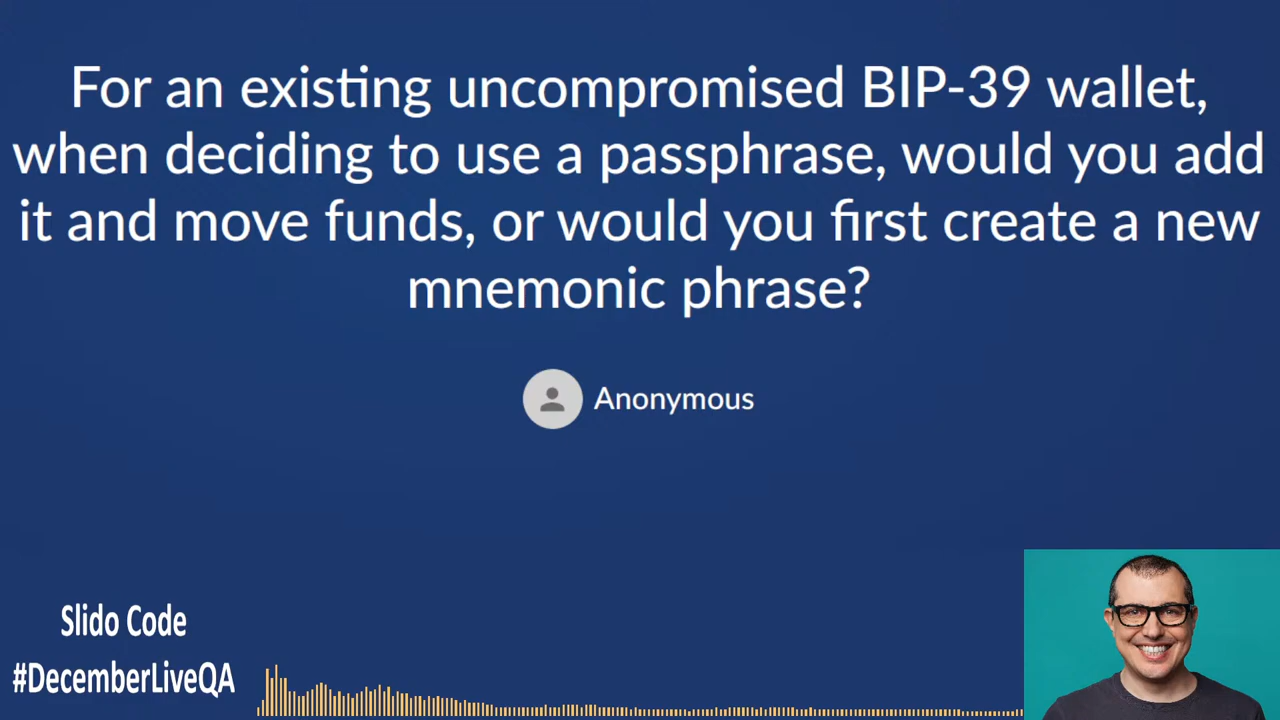 For an existing uncompromised BIP-39 wallet,
when deciding to use a passphrase, would you add
it and move funds, or would you first create a new
mnemonic phrase?
Anonymous
Slido Code
#DecemberLiveQA